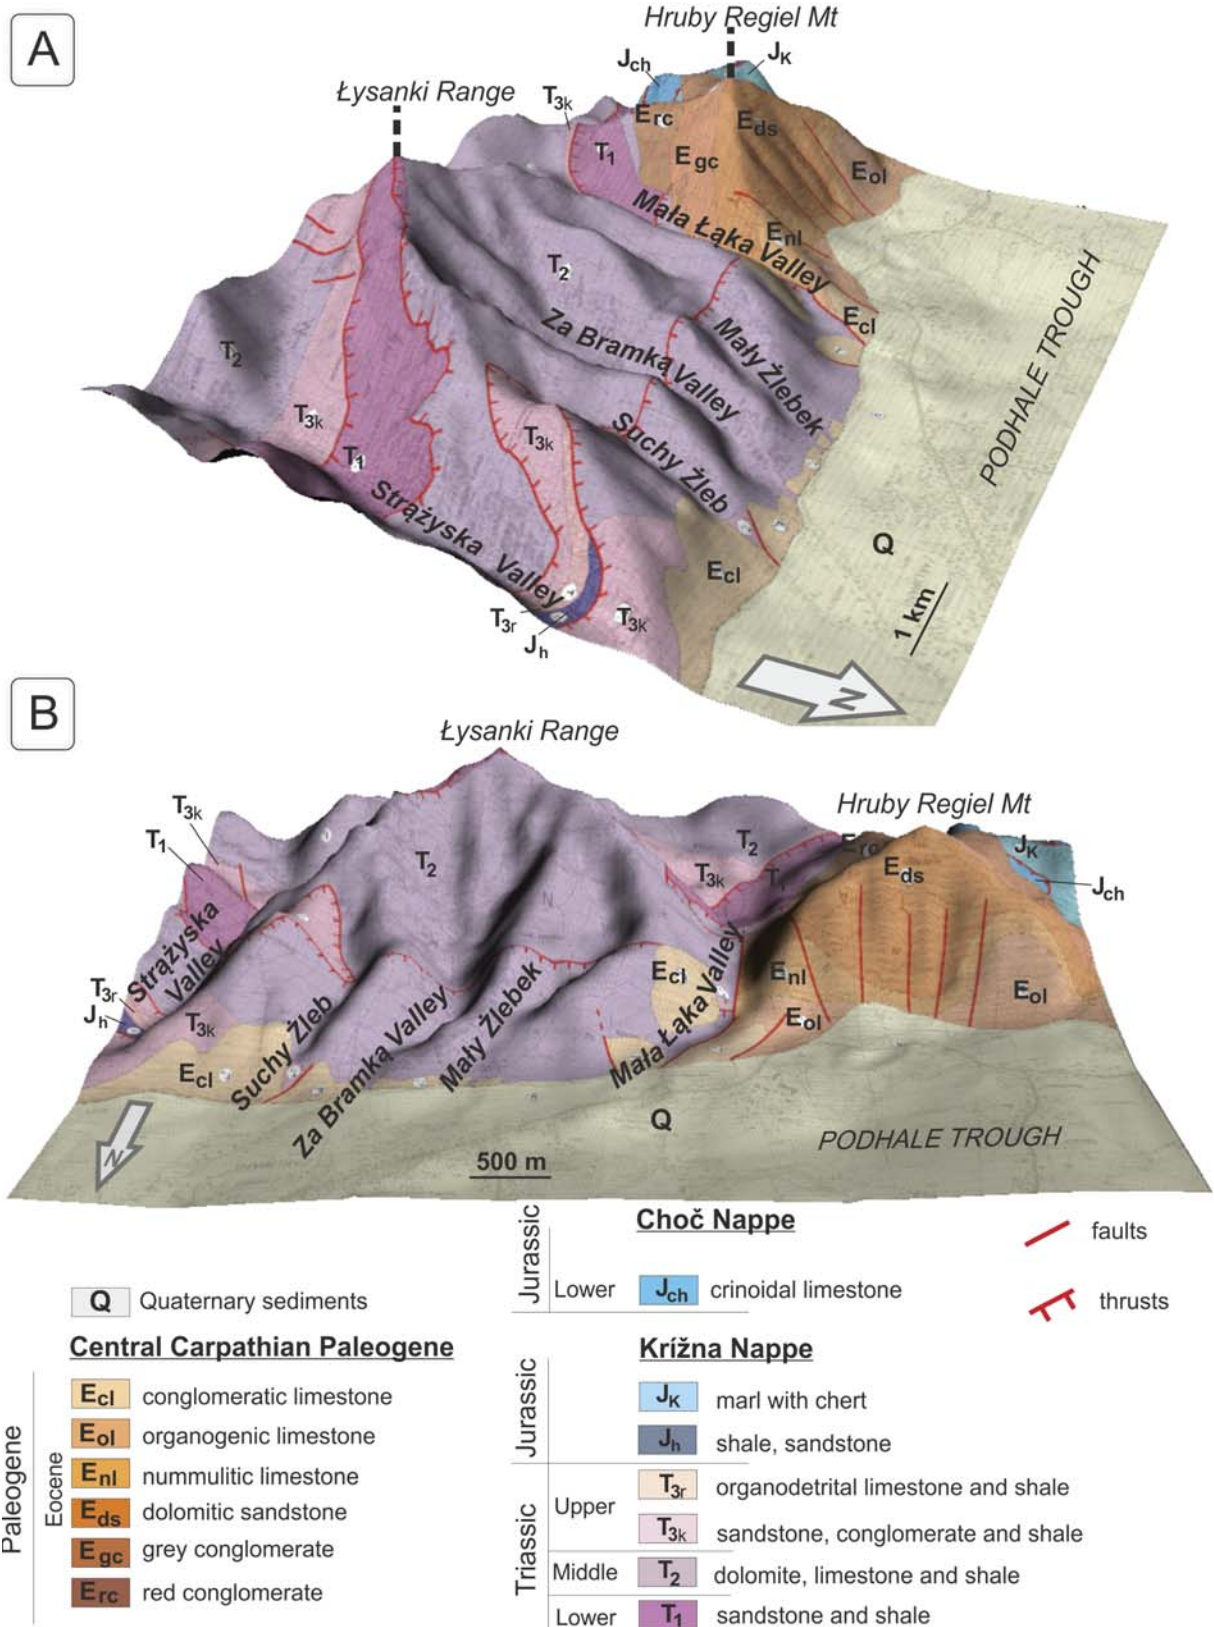 A
Hruby Regiel Mt
Jch
JK
Łysanki Range
T3k
Erc
Eds
T1
Egc
Eol
Mała Łąka Valley
Enl
T2
Ecl
Za Bramką Valley
Mały Żlebek
PODHALE TROUGH
T2
T3k
T3k
Suchy Żleb
T1
Strążyska Valley
Q
Ecl
1 km
T3r
T3k
Jh
N
B
Łysanki Range
T3k
Hruby Regiel Mt
T1
T2
T2
Erc
JK
T3k
T1
Eds
Jch
Strążyska
Valley
Ecl
Enl
T3r
Eol
Jh
T3k
Eol
Suchy Żleb
Za Bramką Valley
Mały Żlebek
Mała Łąka Valley
Ecl
Q
N
PODHALE TROUGH
500 m
Jurassic
Choč Nappe
faults
Lower
Jch crinoidal limestone
Q Quaternary sediments
thrusts
Central Carpathian Paleogene
Krížna Nappe
Paleogene
Eocene
Ecl conglomeratic limestone
Eol organogenic limestone
Enl nummulitic limestone
Eds dolomitic sandstone
Egc grey conglomerate
Erc red conglomerate
Jurassic
JK marl with chert
Jh shale, sandstone
Triassic
Upper
T3r organodetrital limestone and shale
T3k sandstone, conglomerate and shale
Middle
T2 dolomite, limestone and shale
Lower
T1 sandstone and shale